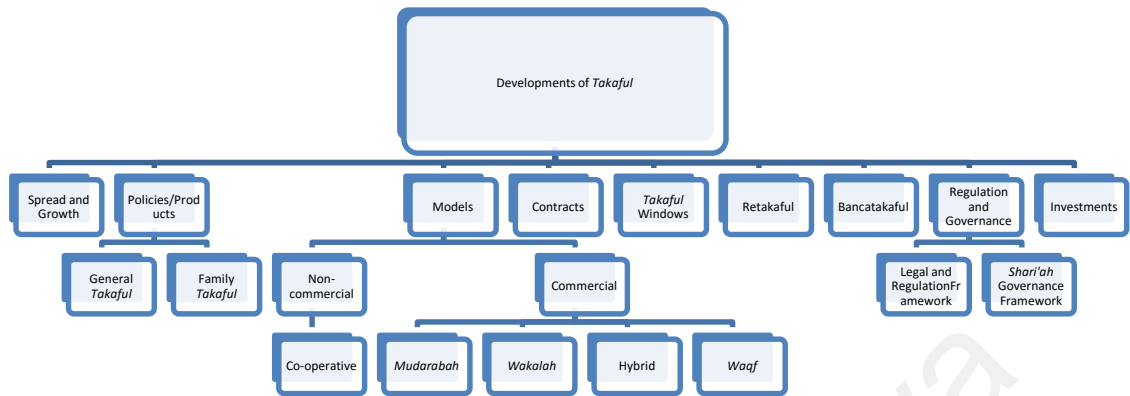 Developments of Takaful
Spread and
Growth
Policies/Prod
ucts
Models
Contracts
Takaful
Windows
Retakaful
Bancatakaful
Regulation
and
Governance
Investments
General
Takaful
Family
Takaful
Non-
commercial
Commercial
Legal and
RegulationFr
amework
Shari'ah
Governance
Framework
Co-operative
Mudarabah
Wakalah
Hybrid
Waqf